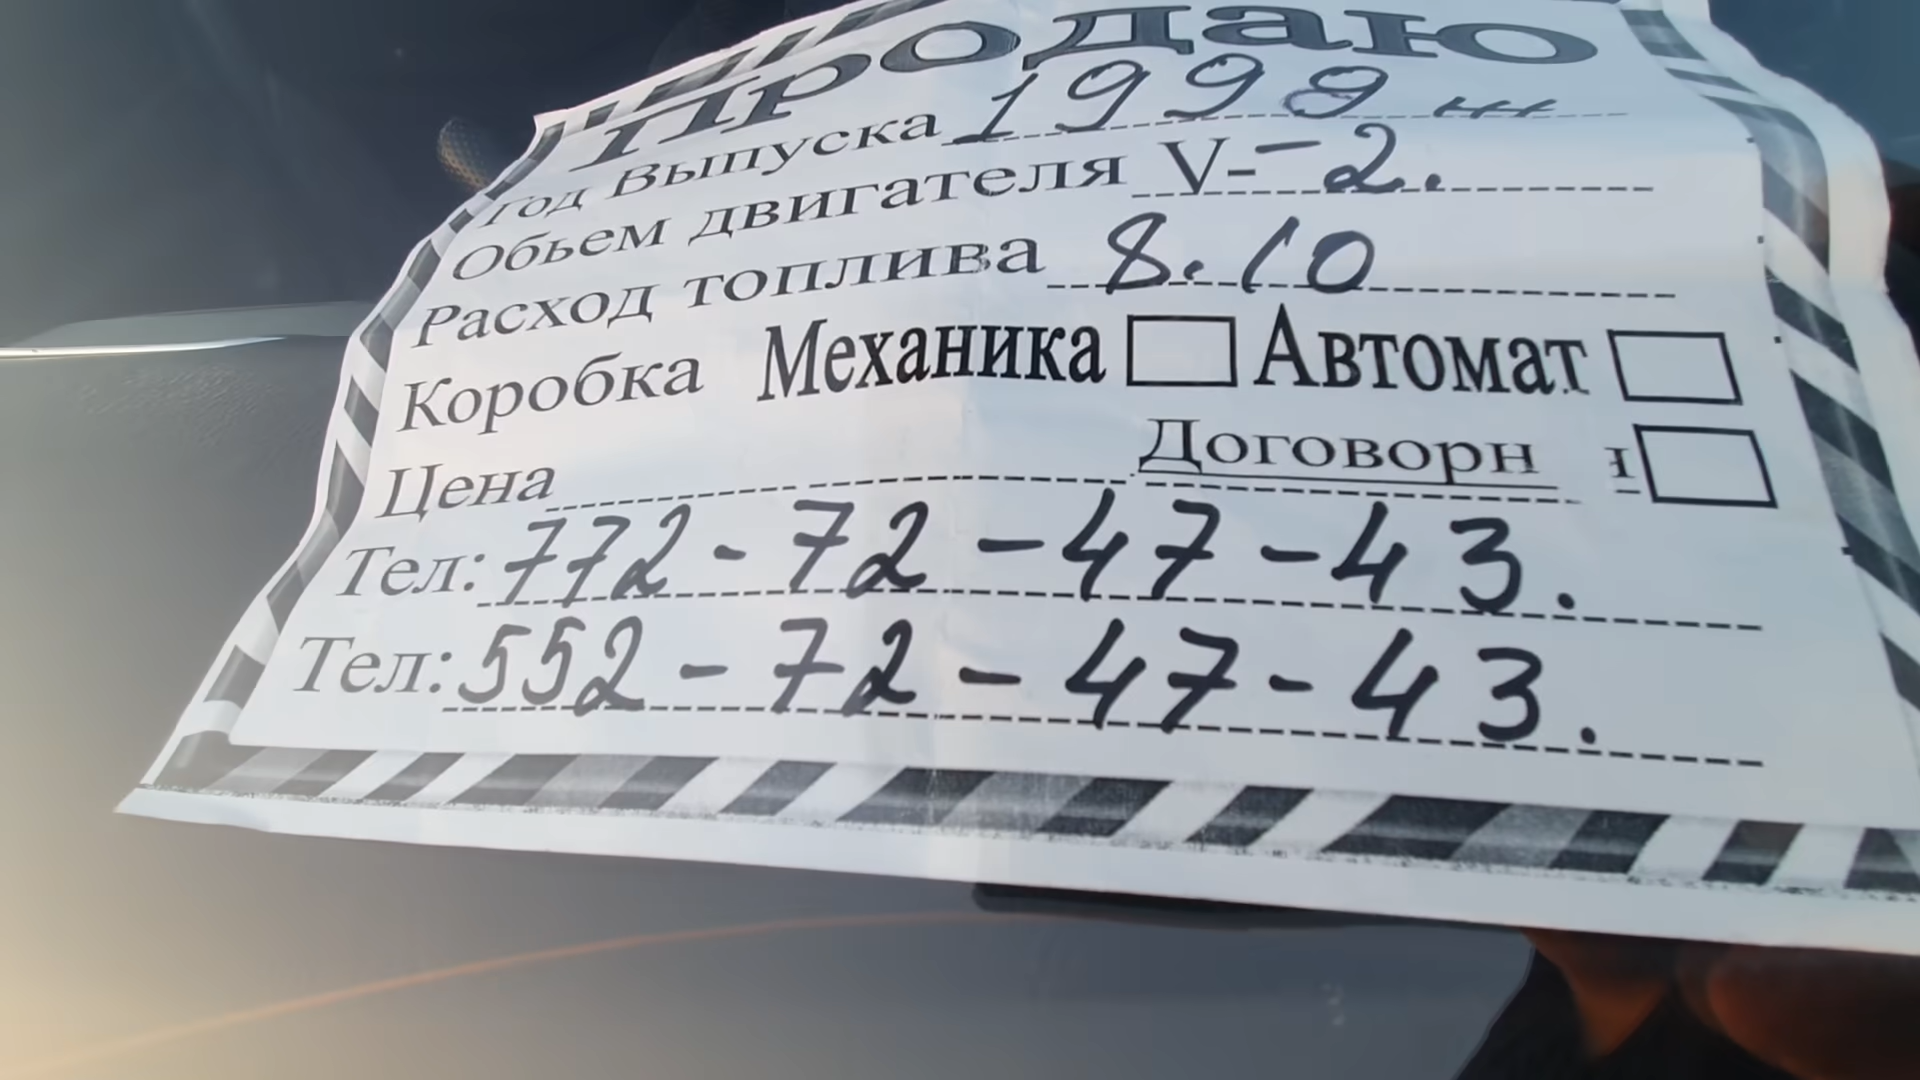 Продаю
Год Выпуска 1999 ж
Обьем двигателя V- -2.
Расход топлива 8.10
Коробка Механика Автомат
Цена Договорн я
Тел: 772-72-47-43.
Тел: 552-72-47-43.